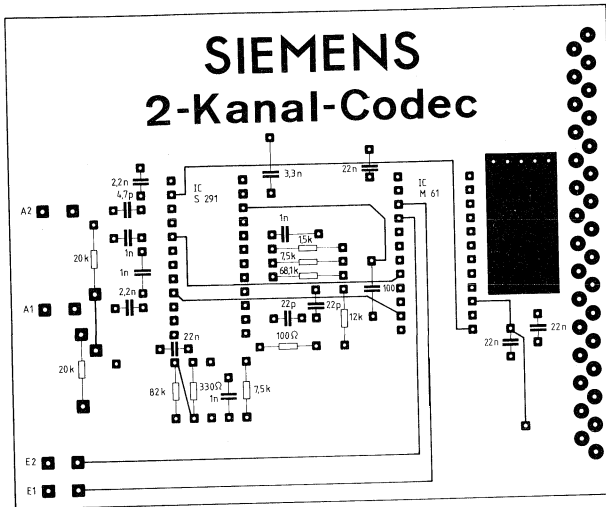 SIEMENS
2-Kanal-Codec
2,2n
4,7p
IC
S 291
3,3n
22n
IC
M 61
A2
1n
1n
1,5k
20k
7,5k
1n
68,1k
100
2,2n
22p
22p
A1
12k
22n
100Ω
22n
22n
20k
82k
330Ω
1n
7,5k
E2
E1